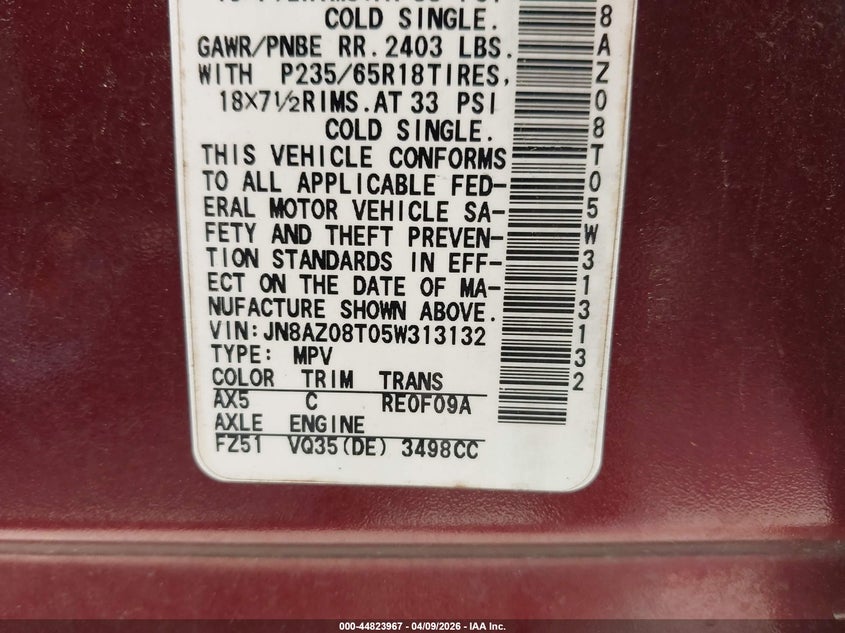 COLD SINGLE.
GAWR/PNBE RR. 2403 LBS.
WITH P235/65R18TIRES,
18X7½RIMS.AT 33 PSI
COLD SINGLE.
THIS VEHICLE CONFORMS
TO ALL APPLICABLE FED-
ERAL MOTOR VEHICLE SA-
FETY AND THEFT PREVEN-
TION STANDARDS IN EFF-
ECT ON THE DATE OF MA-
NUFACTURE SHOWN ABOVE.
VIN:JN8AZ08T05W313132
TYPE: MPV
COLOR TRIM TRANS
AX5 C RE0F09A
AXLE ENGINE
FZ51 VQ35(DE) 3498CC
8AZ08T05W313132
000-44823967 - 04/09/2026 - IAA Inc.